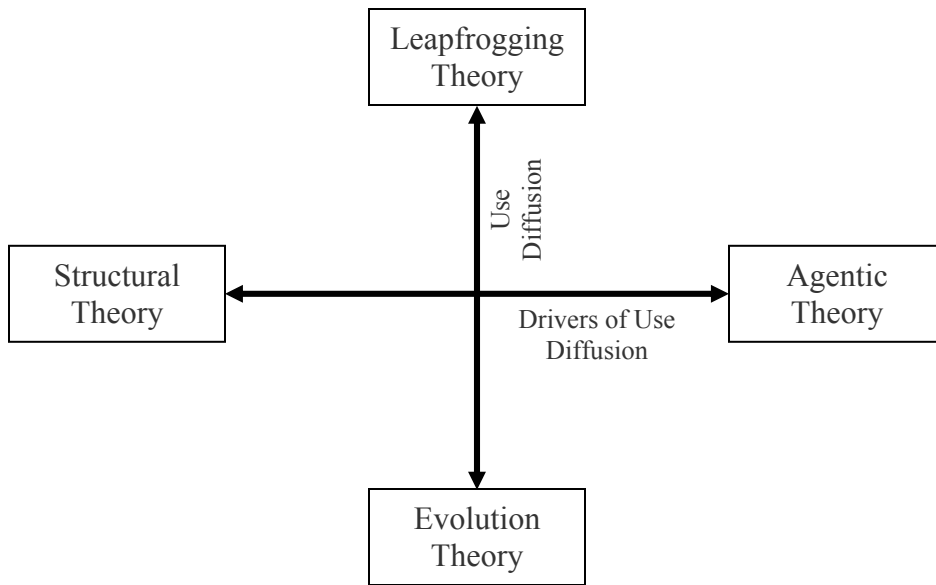 Leapfrogging
Theory
Use
Diffusion
Structural
Theory
Agentic
Theory
Drivers of Use
Diffusion
Evolution
Theory